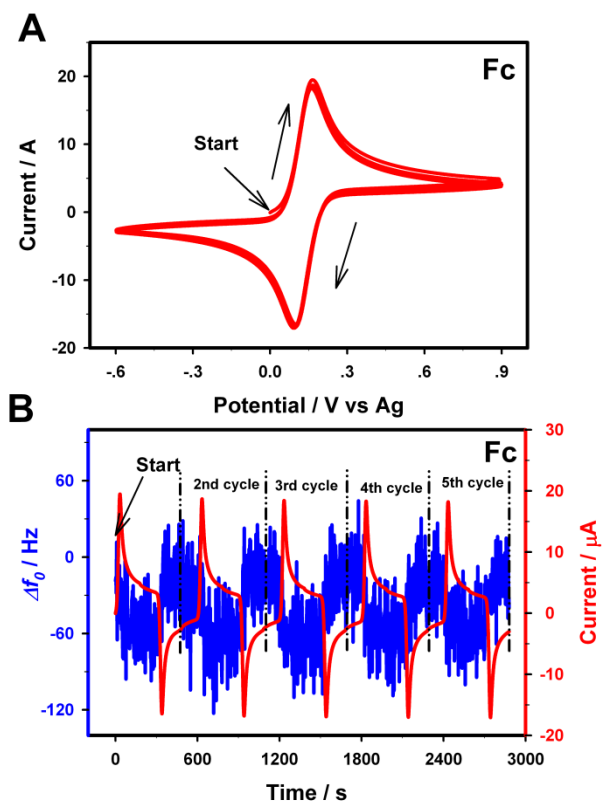 A
Fc
20
Start
10
0
-10
-20
Current / A
-.6 -.3 0.0 .3 .6 .9
Potential / V vs Ag
B
Fc
Start
2nd cycle 3rd cycle 4th cycle 5th cycle
60
0
-60
-120
Δf0 / Hz
30
20
10
0
-10
-20
Current / μA
0 600 1200 1800 2400 3000
Time / s